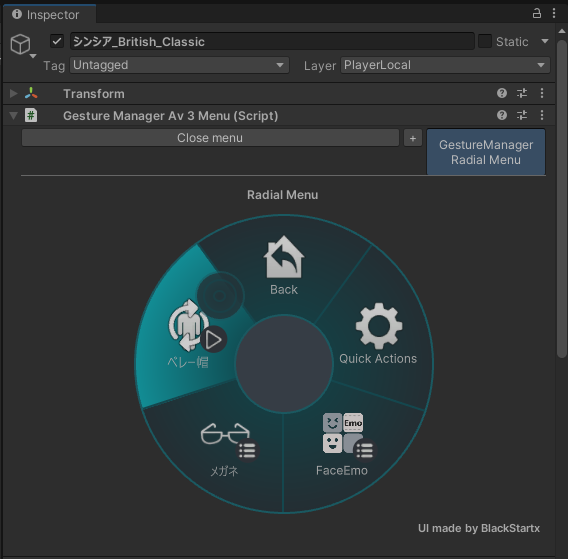 Inspector
シンシア_British_Classic
Static
Tag Untagged
Layer PlayerLocal
Transform
Gesture Manager Av 3 Menu (Script)
Close menu
+
GestureManager
Radial Menu
Radial Menu
Back
Quick Actions
ベレー帽
Emo
メガネ
FaceEmo
UI made by BlackStartx